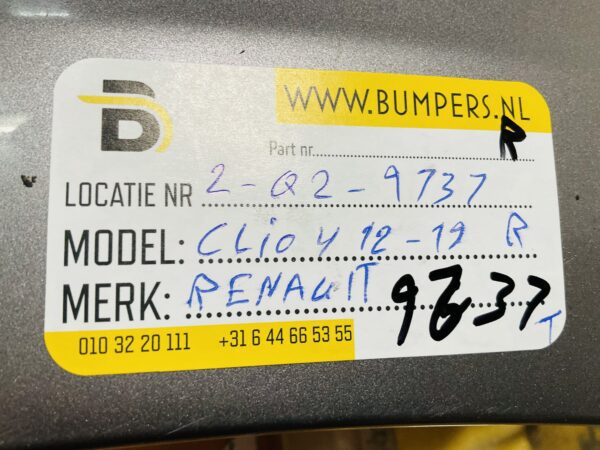 B
WWW.BUMPERS.NL
R
Part nr.
LOCATIE NR 2-Q2-9737
MODEL: CLIO 4 12-19 R
MERK: RENAULT 9737
T
010 32 20 111 +31 6 44 66 53 55